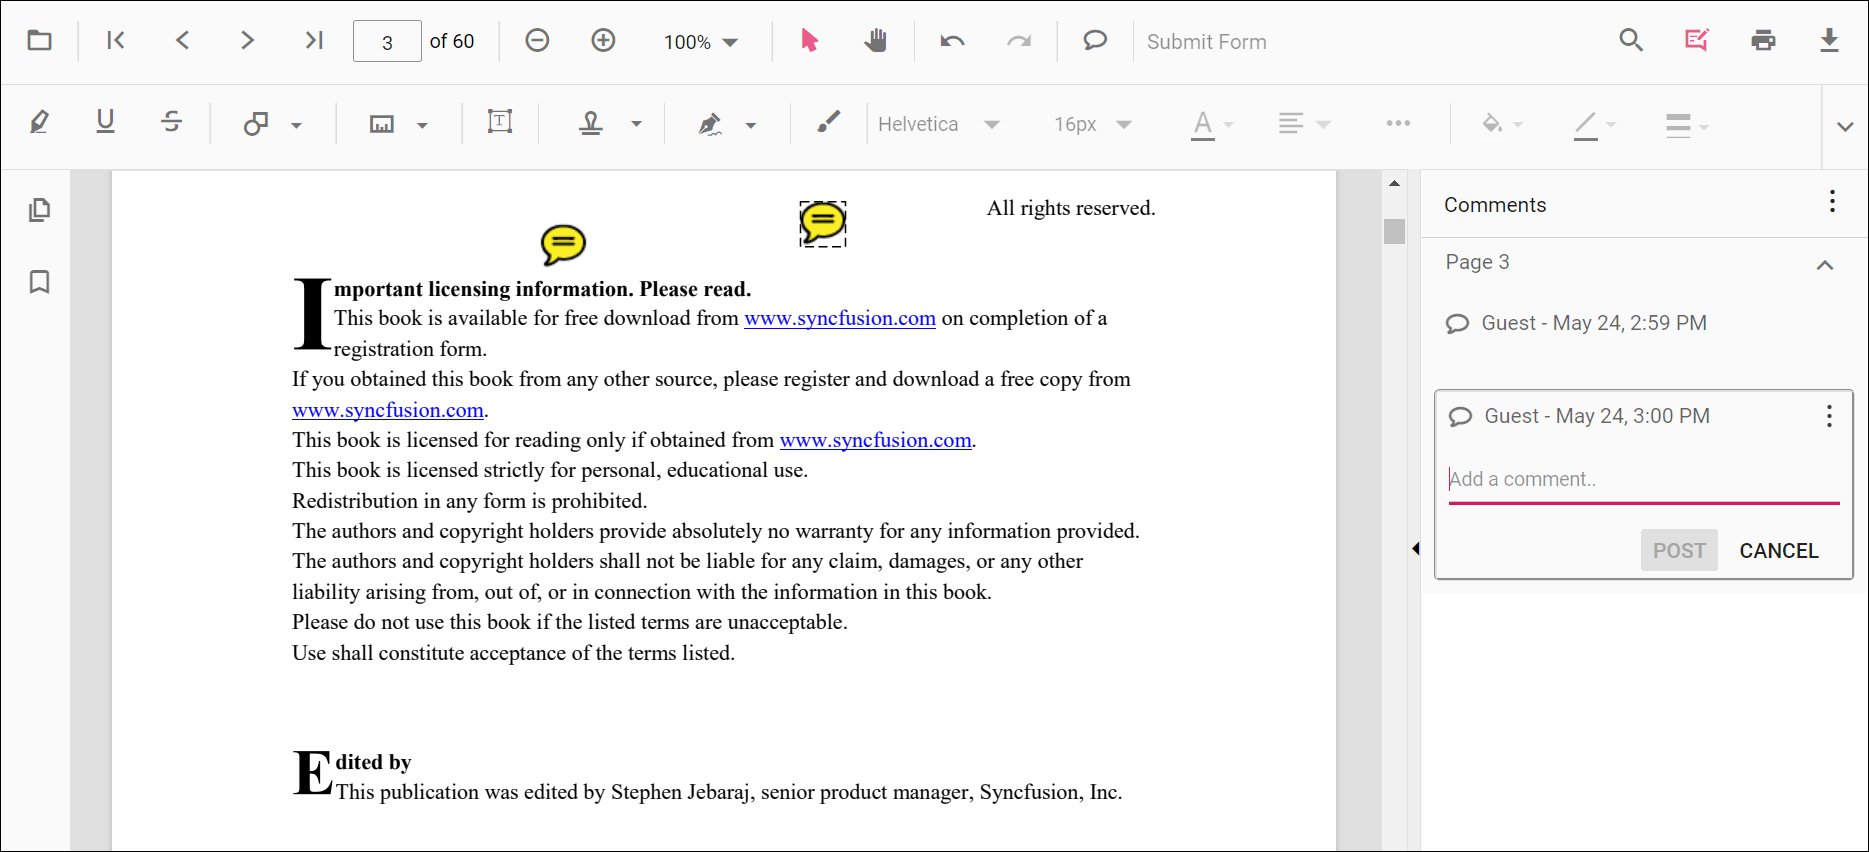 3 of 60 100% Submit Form
U S T Helvetica 16px A
All rights reserved.
Important licensing information. Please read.
This book is available for free download from www.syncfusion.com on completion of a
registration form.
If you obtained this book from any other source, please register and download a free copy from
www.syncfusion.com.
This book is licensed for reading only if obtained from www.syncfusion.com.
This book is licensed strictly for personal, educational use.
Redistribution in any form is prohibited.
The authors and copyright holders provide absolutely no warranty for any information provided.
The authors and copyright holders shall not be liable for any claim, damages, or any other
liability arising from, out of, or in connection with the information in this book.
Please do not use this book if the listed terms are unacceptable.
Use shall constitute acceptance of the terms listed.
Edited by
This publication was edited by Stephen Jebaraj, senior product manager, Syncfusion, Inc.
Comments
Page 3
Guest - May 24, 2:59 PM
Guest - May 24, 3:00 PM
Add a comment..
POST CANCEL